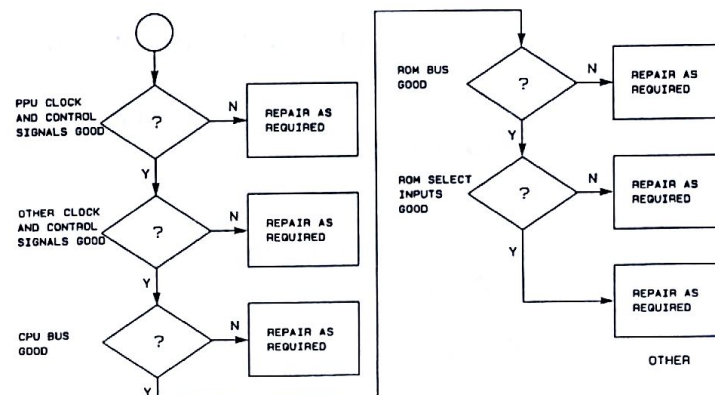 PPU CLOCK
AND CONTROL
SIGNALS GOOD
?
N
REPAIR AS
REQUIRED
Y
OTHER CLOCK
AND CONTROL
SIGNALS GOOD
?
N
REPAIR AS
REQUIRED
Y
CPU BUS
GOOD
?
N
REPAIR AS
REQUIRED
Y
ROM BUS
GOOD
?
N
REPAIR AS
REQUIRED
Y
ROM SELECT
INPUTS
GOOD
?
N
REPAIR AS
REQUIRED
Y
REPAIR AS
REQUIRED
OTHER